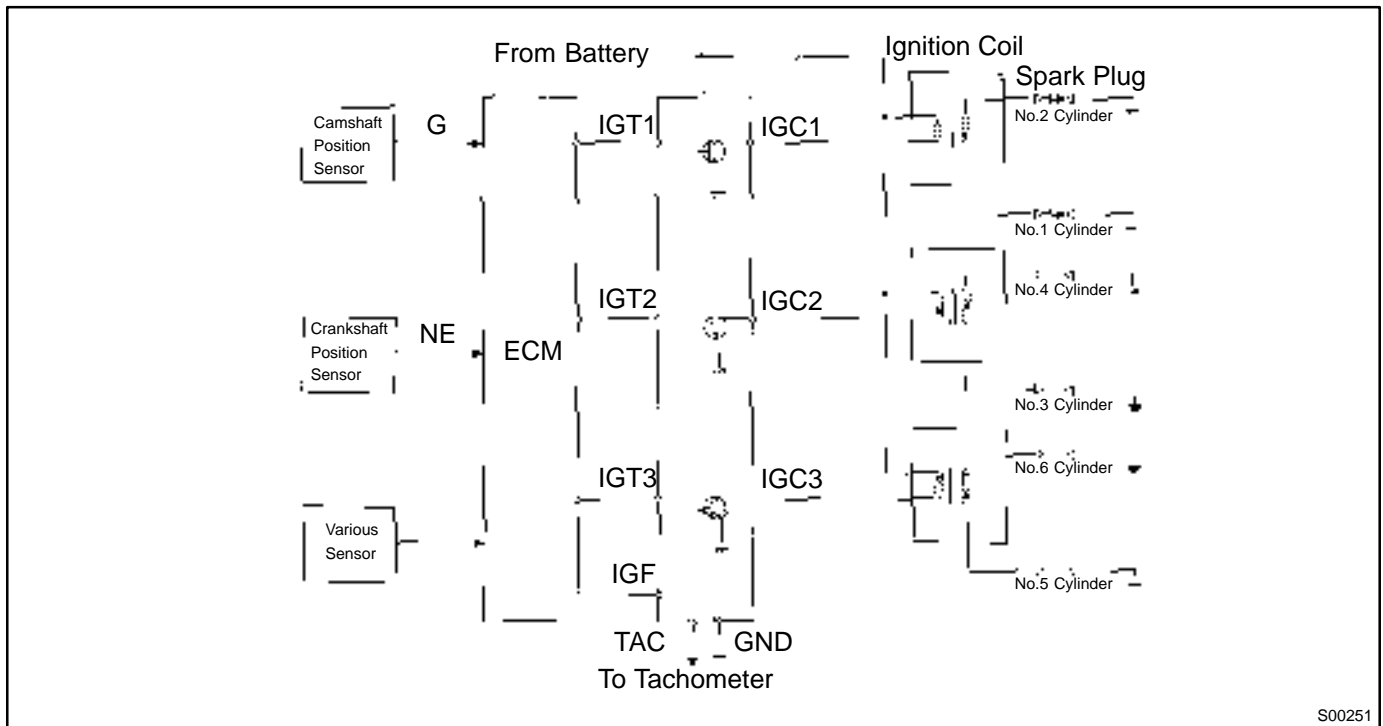 From Battery
Ignition Coil
Spark Plug
Camshaft
Position
Sensor
G
IGT1
IGC1
No.2 Cylinder
No.1 Cylinder
IGT2
IGC2
No.4 Cylinder
Crankshaft
Position
Sensor
NE
ECM
No.3 Cylinder
IGT3
IGC3
No.6 Cylinder
Various
Sensor
IGF
No.5 Cylinder
TAC
GND
To Tachometer
S00251